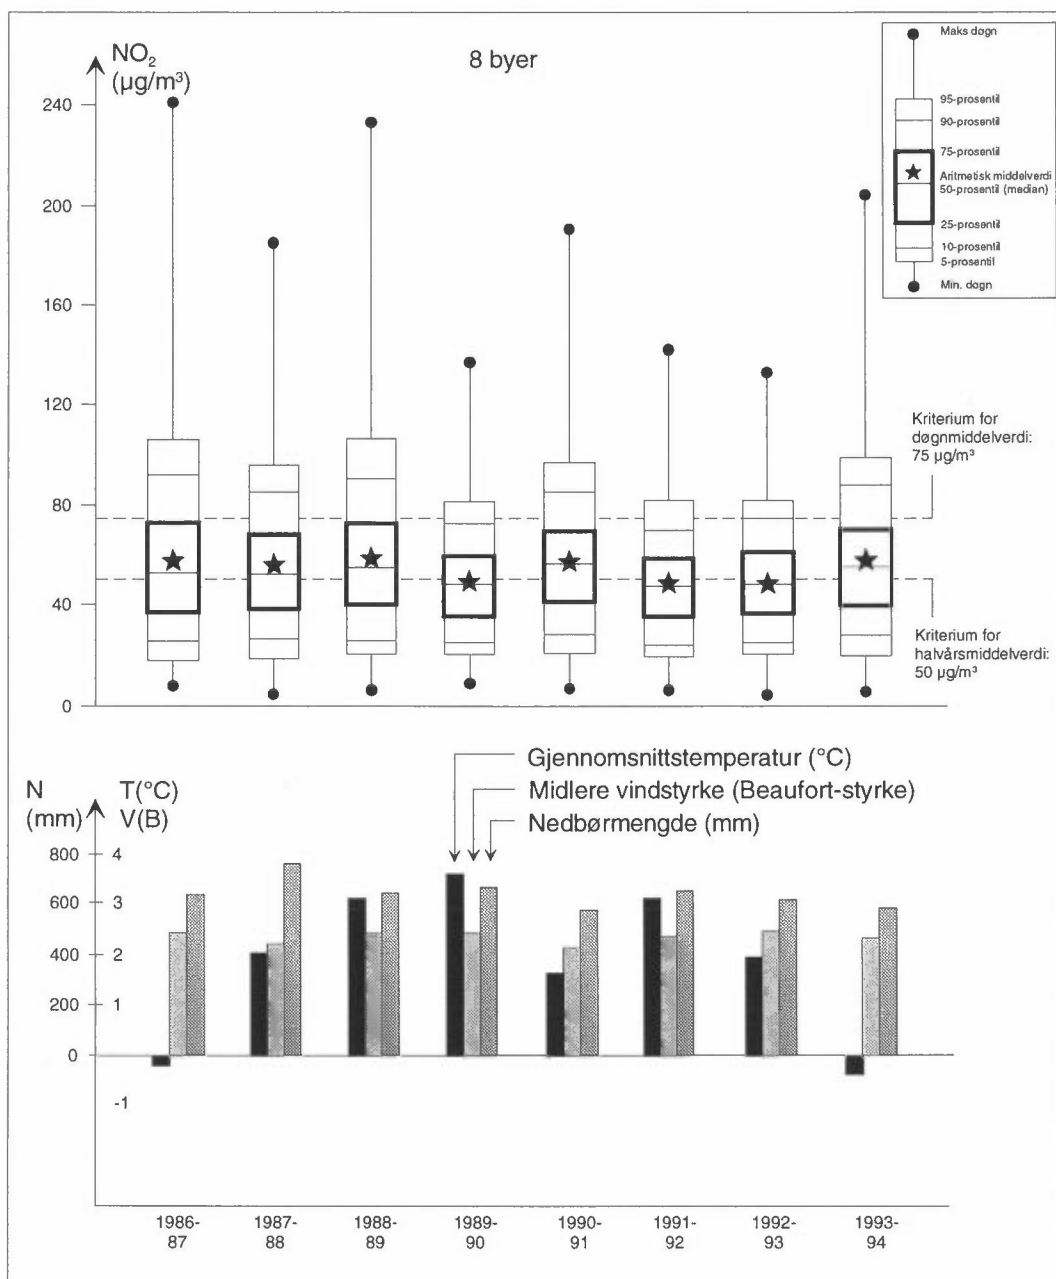 NO₂
(µg/m³)
8 byer
240
200
160
120
80
40
0
Maks døgn
95-prosentil
90-prosentil
75-prosentil
Aritmetisk middelverdi
50-prosentil (median)
25-prosentil
10-prosentil
5-prosentil
Min. døgn
Kriterium for
døgnmiddelverdi:
75 µg/m³
Kriterium for
halvårsmiddelverdi:
50 µg/m³
Gjennomsnittstemperatur (°C)
Midlere vindstyrke (Beaufort-styrke)
Nedbørmengde (mm)
N
(mm)
T(°C)
V(B)
800 4
600 3
400 2
200 1
0
-1
1986-
87
1987-
88
1988-
89
1989-
90
1990-
91
1991-
92
1992-
93
1993-
94